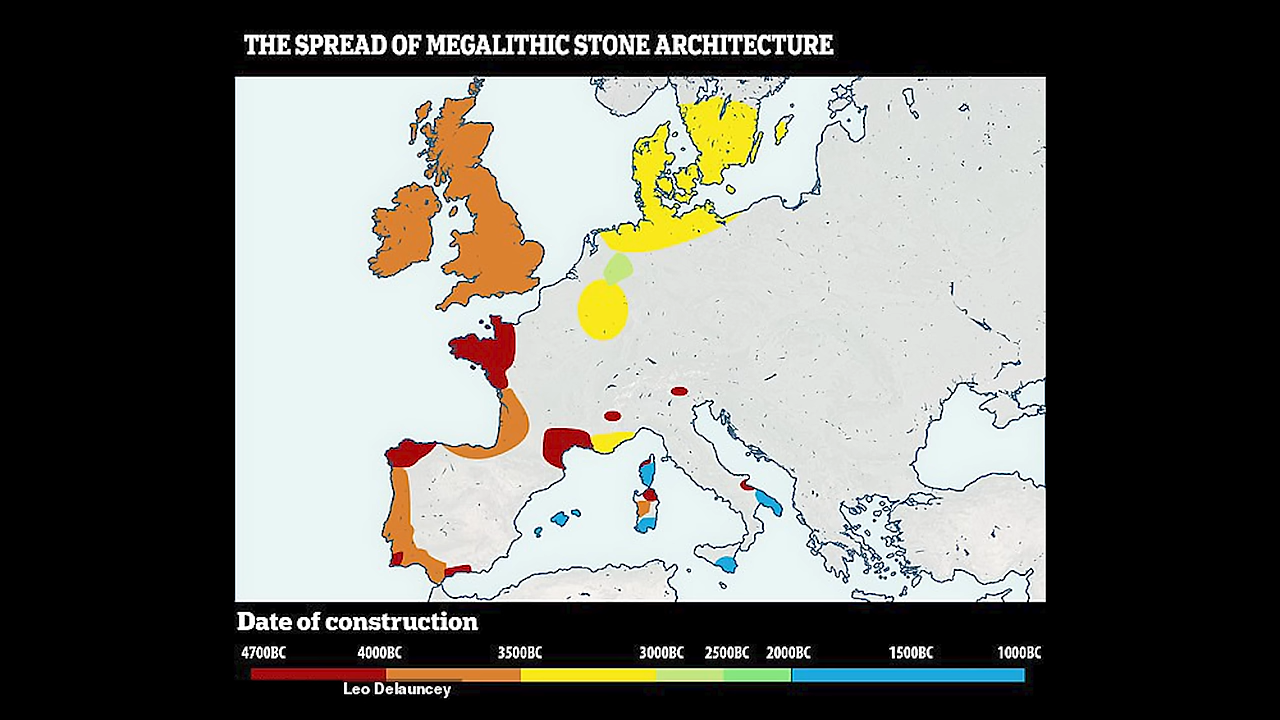 THE SPREAD OF MEGALITHIC STONE ARCHITECTURE
Date of construction
4700BC 4000BC 3500BC 3000BC 2500BC 2000BC 1500BC 1000BC
Leo Delauncey